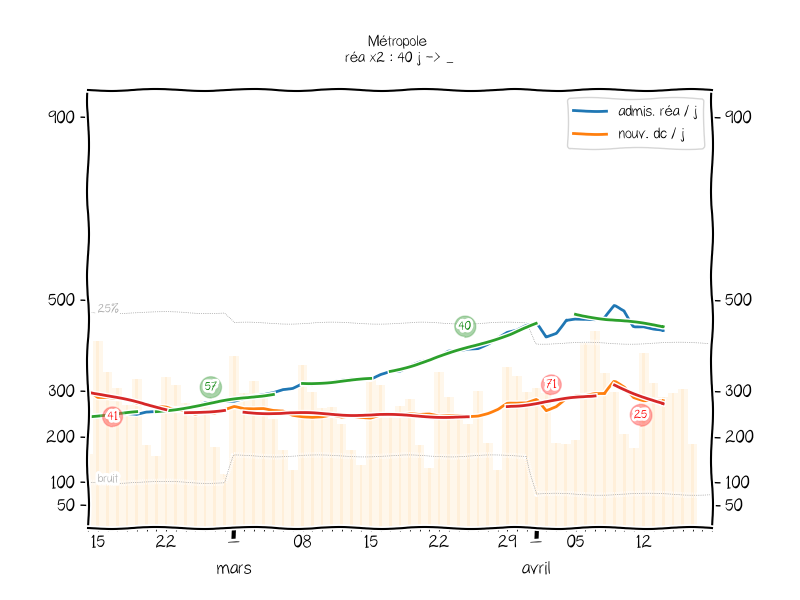 Métropole
réa x2 : 40 j -> _
admis. réa / j
nouv. dc / j
900
900
500
500
25%
40
57
71
300
300
41
25
200
200
bruit
100
100
50
50
15 22 08 15 22 29 05 12
mars avril